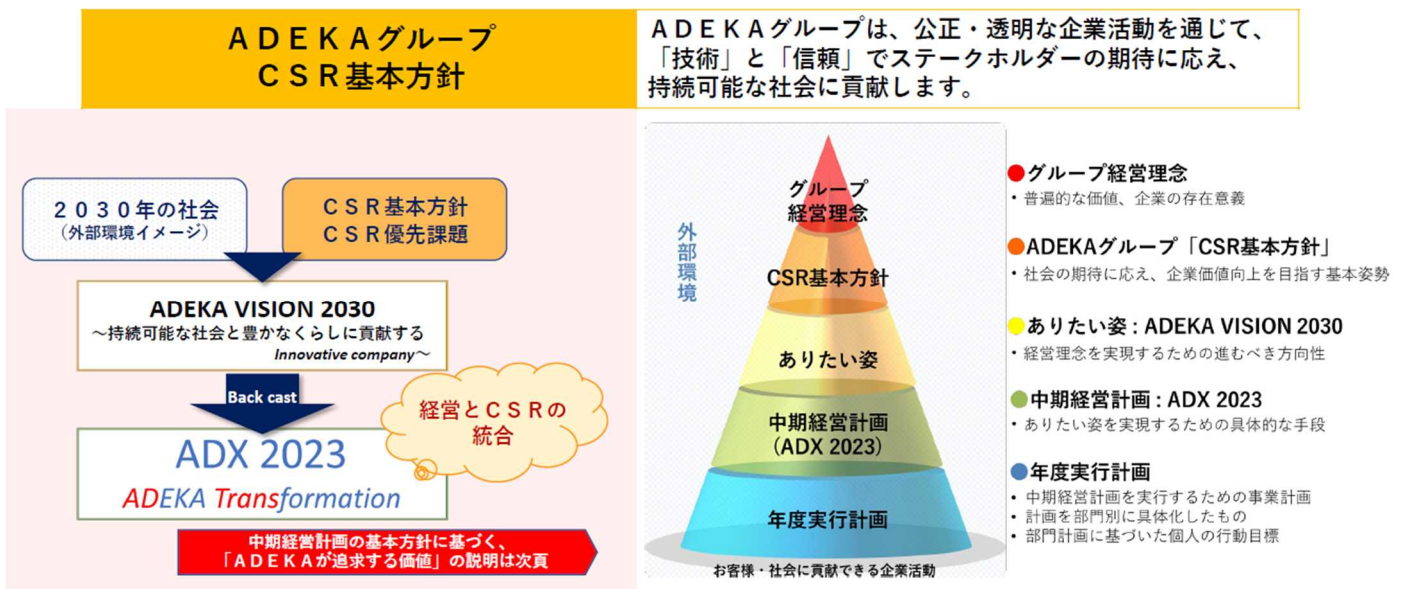 ＡＤＥＫＡグループ
ＣＳＲ基本方針
ＡＤＥＫＡグループは、公正・透明な企業活動を通じて、
「技術」と「信頼」でステークホルダーの期待に応え、
持続可能な社会に貢献します。
２０３０年の社会
（外部環境イメージ）
ＣＳＲ基本方針
ＣＳＲ優先課題
ADEKA VISION 2030
～持続可能な社会と豊かなくらしに貢献する
Innovative company～
Back cast
経営とＣＳＲの
統合
ADX 2023
ADEKA Transformation
中期経営計画の基本方針に基づく、
「ＡＤＥＫＡが追求する価値」の説明は次頁
外部環境
グループ
経営理念
CSR基本方針
ありたい姿
中期経営計画
（ADX 2023）
年度実行計画
お客様・社会に貢献できる企業活動
●グループ経営理念
・普遍的な価値、企業の存在意義
●ADEKAグループ「CSR基本方針」
・社会の期待に応え、企業価値向上を目指す基本姿勢
●ありたい姿 : ADEKA VISION 2030
・経営理念を実現するための進むべき方向性
●中期経営計画 : ADX 2023
・ありたい姿を実現するための具体的な手段
●年度実行計画
・中期経営計画を実行するための事業計画
・計画を部門別に具体化したもの
・部門計画に基づいた個人の行動目標